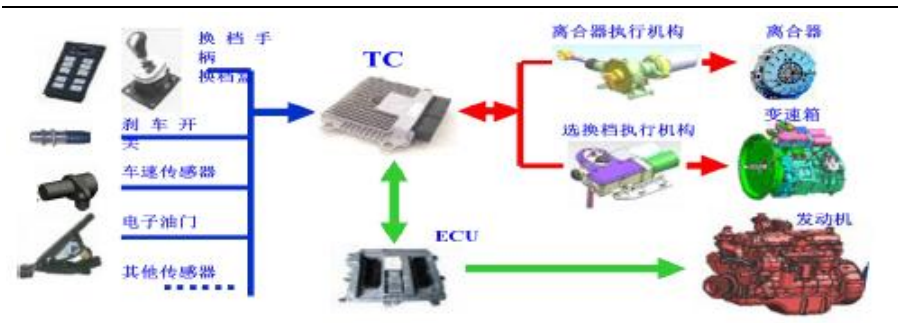 换档手
柄
换档盒
刹车开
关
车速传感器
电子油门
其他传感器
TC
ECU
离合器执行机构
离合器
选换档执行机构
变速箱
发动机